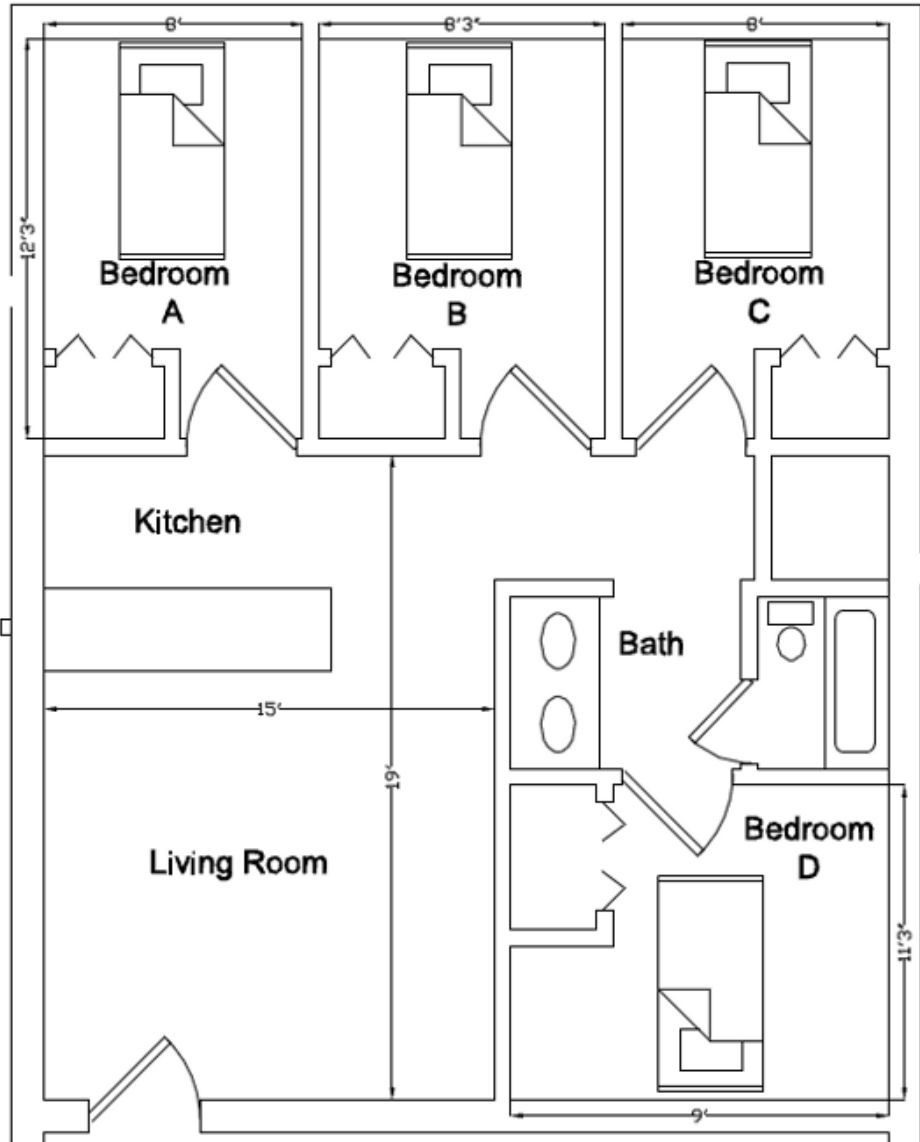 8' 8'3" 8'
12'3"
Bedroom
A
Bedroom
B
Bedroom
C
Kitchen
Bath
15'
19'
Living Room
Bedroom
D
11'3"
9'